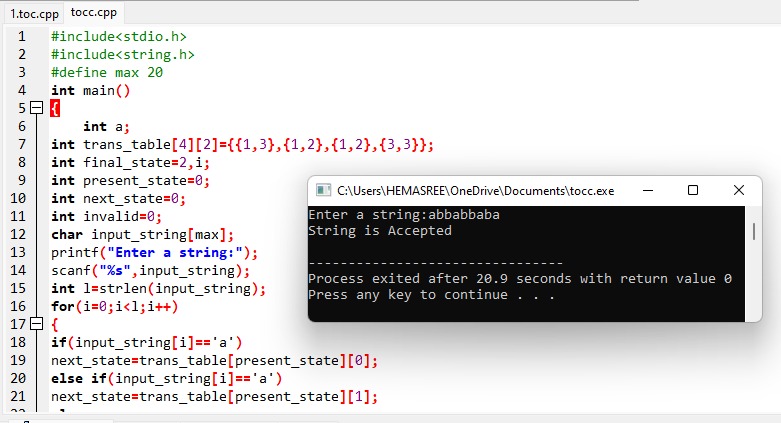 1.toc.cpp tocc.cpp
1 #include<stdio.h>
2 #include<string.h>
3 #define max 20
4 int main()
5 {
6 int a;
7 int trans_table[4][2]={{1,3},{1,2},{1,2},{3,3}};
8 int final_state=2,i;
9 int present_state=0;
10 int next_state=0;
11 int invalid=0;
12 char input_string[max];
13 printf("Enter a string:");
14 scanf("%s",input_string);
15 int l=strlen(input_string);
16 for(i=0;i<l;i++)
17 {
18 if(input_string[i]=='a')
19 next_state=trans_table[present_state][0];
20 else if(input_string[i]=='a')
21 next_state=trans_table[present_state][1];
C:\Users\HEMASREE\OneDrive\Documents\tocc.exe
Enter a string:abbabbaba
String is Accepted
--------------------------------
Process exited after 20.9 seconds with return value 0
Press any key to continue . . .